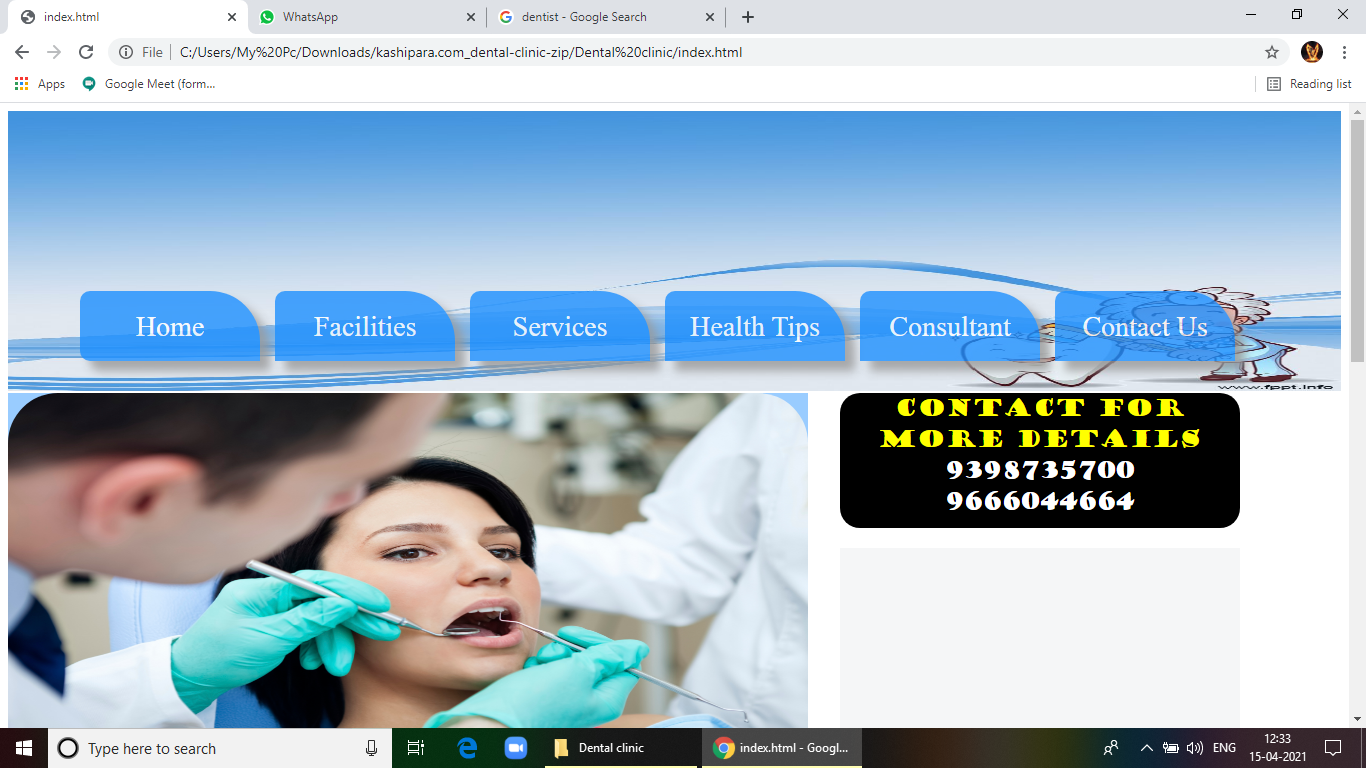 index.html
WhatsApp
dentist - Google Search
File
C:/Users/My%20Pc/Downloads/kashipara.com_dental-clinic-zip/Dental%20clinic/index.html
Apps
Google Meet (form...
Reading list
Home
Facilities
Services
Health Tips
Consultant
Contact Us
www.fppt.info
CONTACT FOR
MORE DETAILS
9398735700
9666044664
Type here to search
Dental clinic
index.html - Googl...
ENG
12:33
15-04-2021